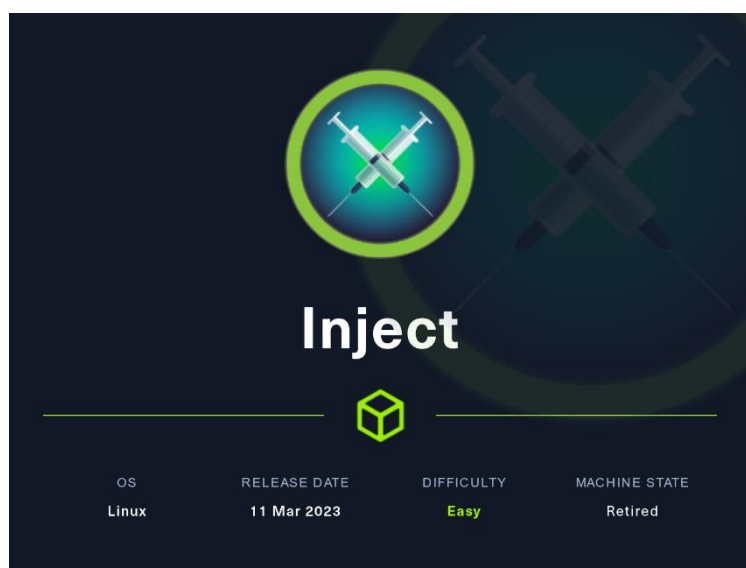 Inject
OS RELEASE DATE DIFFICULTY MACHINE STATE
Linux 11 Mar 2023 Easy Retired